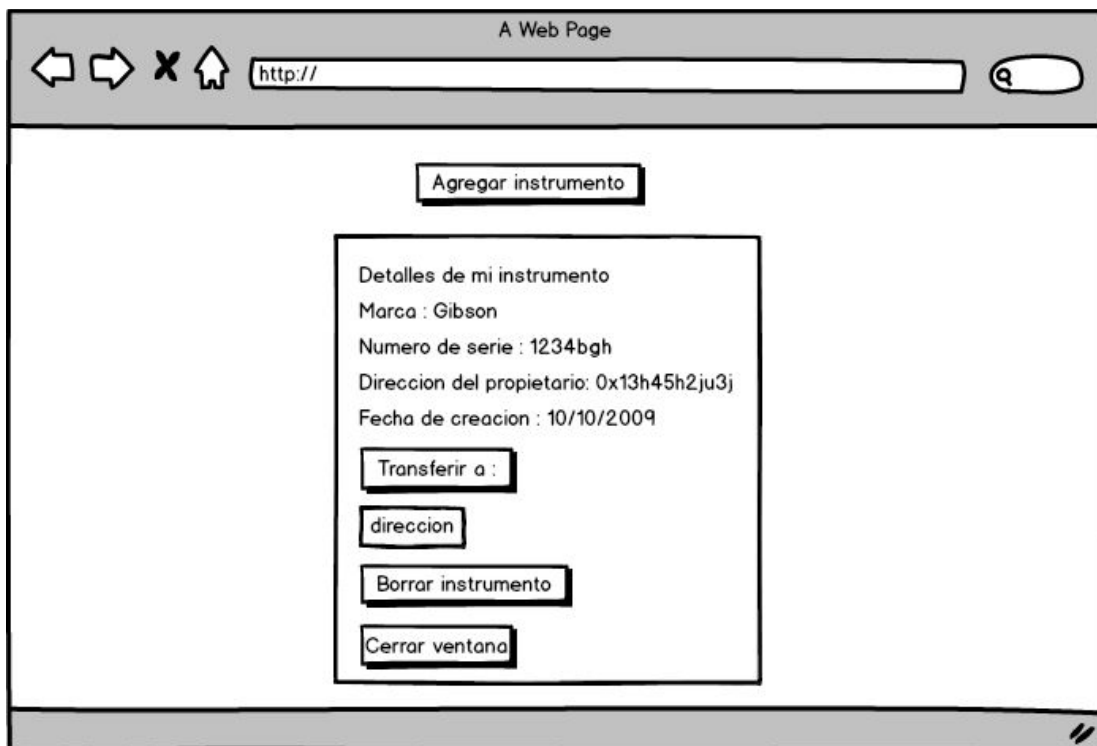 A Web Page
http://
Agregar instrumento
Detalles de mi instrumento
Marca : Gibson
Numero de serie : 1234bgh
Direccion del propietario: 0x13h45h2ju3j
Fecha de creacion : 10/10/2009
Transferir a :
direccion
Borrar instrumento
Cerrar ventana